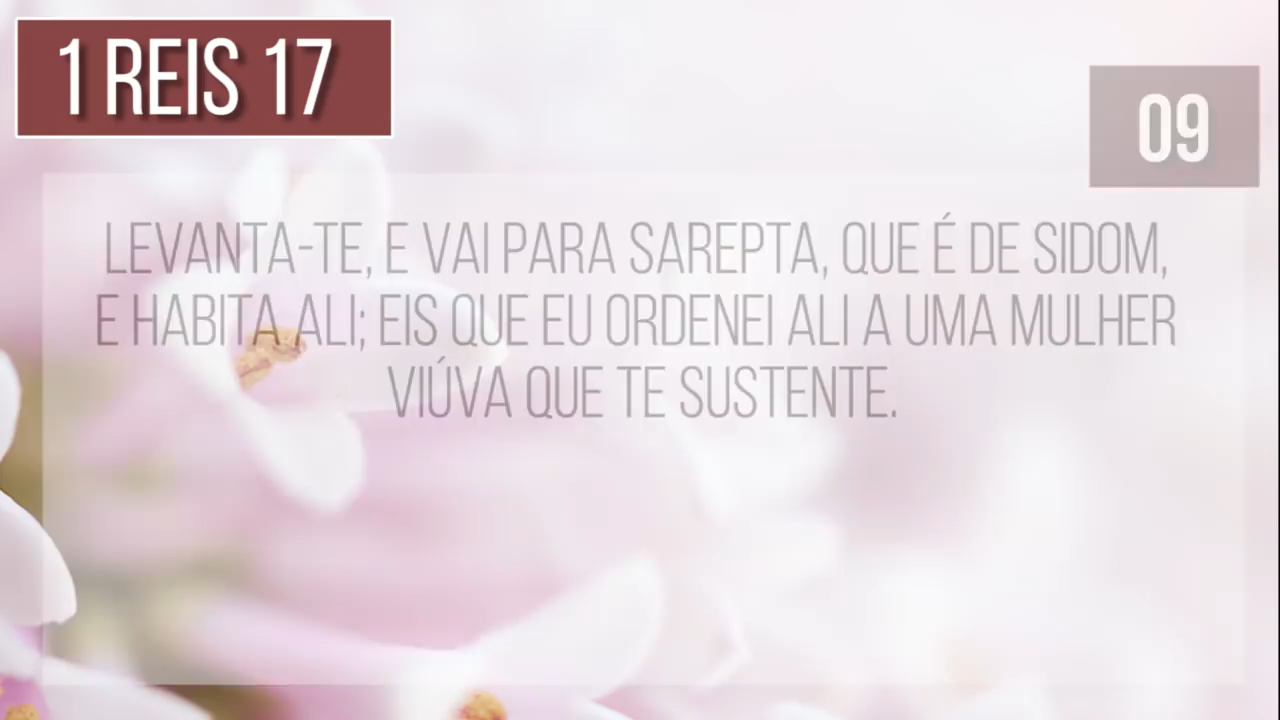 1 REIS 17
09
LEVANTA-TE, E VAI PARA SAREPTA, QUE É DE SIDOM,
E HABITA ALI; EIS QUE EU ORDENEI ALI A UMA MULHER
VIÚVA QUE TE SUSTENTE.